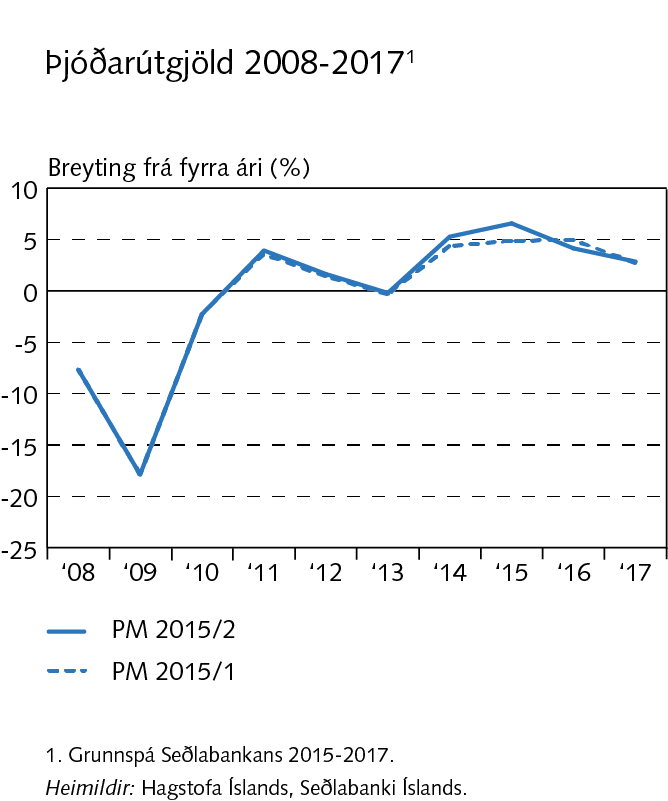 Þjóðarútgjöld 2008-2017¹
Breyting frá fyrra ári (%)
10
5
0
-5
-10
-15
-20
-25
‘08 ‘09 ‘10 ‘11 ‘12 ‘13 ‘14 ‘15 ‘16 ‘17
PM 2015/2
PM 2015/1
1. Grunnspá Seðlabankans 2015-2017.
Heimildir: Hagstofa Íslands, Seðlabanki Íslands.